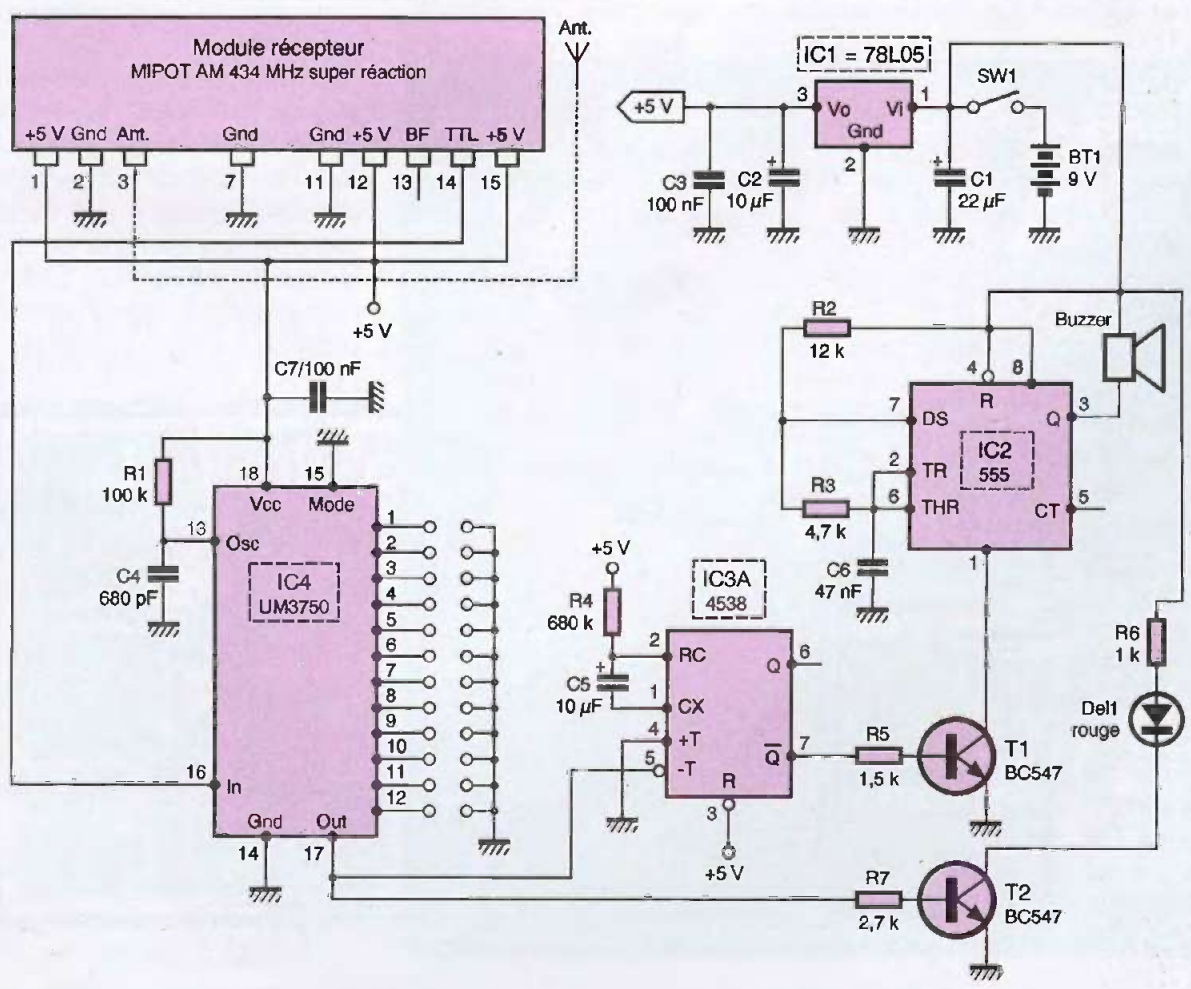 Module récepteur
MIPOT AM 434 MHz super réaction
+5 V Gnd Ant. Gnd Gnd +5 V BF TTL +5 V
1 2 3 7 11 12 13 14 15
Ant.
+5 V
IC1 = 78L05
+5 V
3 Vo Vi 1
Gnd
2
SW1
C3
100 nF
C2
+
10 µF
C1
+
22 µF
BT1
9 V
C7/100 nF
R1
100 k
C4
680 pF
18 15
Vcc Mode
13 Osc
IC4
UM3750
1
2
3
4
5
6
7
8
9
10
11
12
16 In
Gnd Out
14 17
R2
12 k
R3
4,7 k
C6
47 nF
Buzzer
4 8
R
7 DS
Q 3
2 TR
6 THR
CT 5
IC2
555
1
+5 V
R4
680 k
+
C5
10 µF
IC3A
4538
2 RC
1 CX
4 +T
5 -T
Q 6
Q 7
R
3
+5 V
R5
1,5 k
T1
BC547
R6
1 k
Del1
rouge
R7
2,7 k
T2
BC547